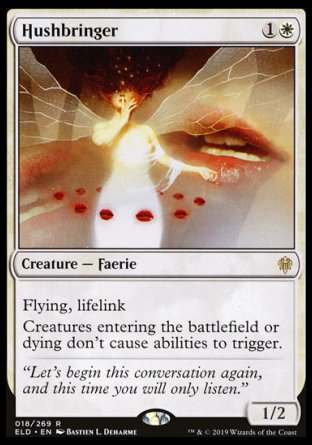 Hushbringer 1
Creature — Faerie
Flying, lifelink
Creatures entering the battlefield or
dying don't cause abilities to trigger.
"Let's begin this conversation again,
and this time you will only listen."
1/2
018/269 R
ELD • EN Bastien L. Deharme
™ & © 2019 Wizards of the Coast